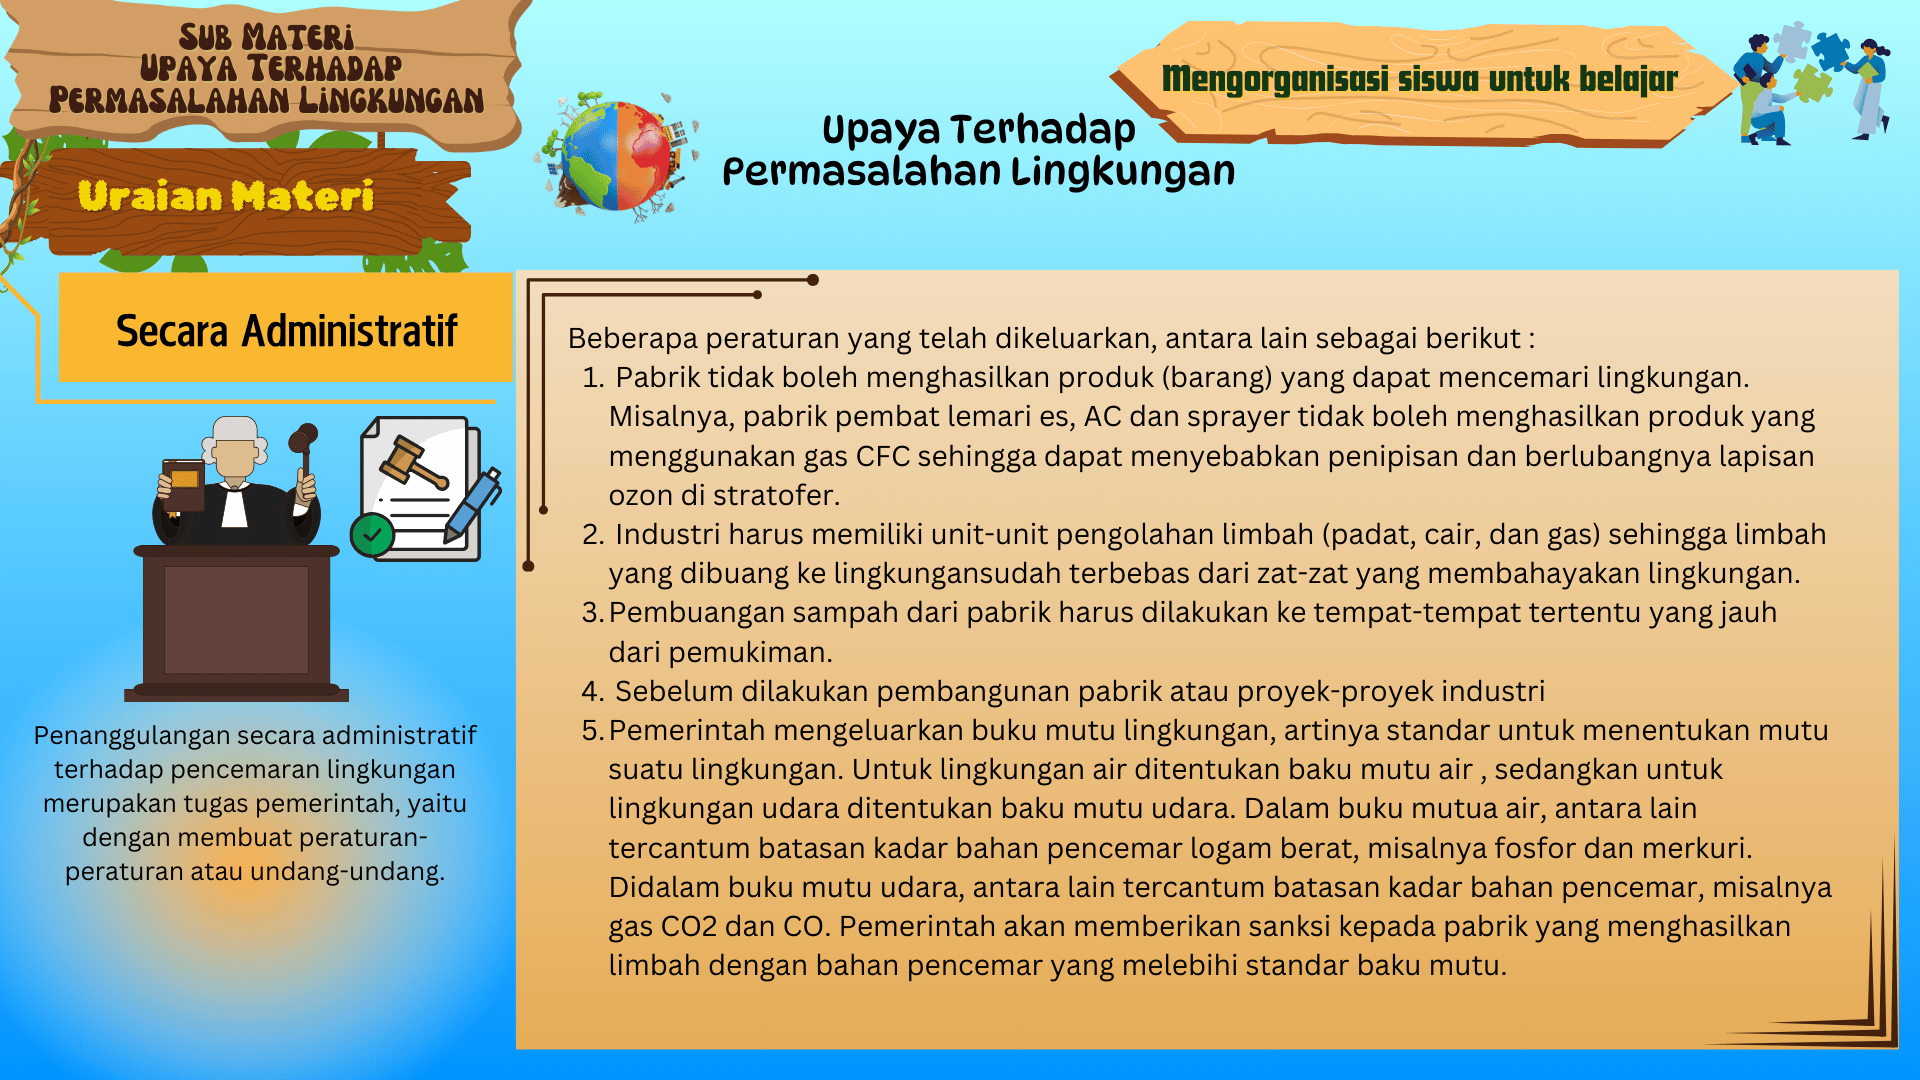 Sub Materi
Upaya Terhadap
Permasalahan Lingkungan
Uraian Materi
Mengorganisasi siswa untuk belajar
Upaya Terhadap
Permasalahan Lingkungan
Secara Administratif
Penanggulangan secara administratif
terhadap pencemaran lingkungan
merupakan tugas pemerintah, yaitu
dengan membuat peraturan-
peraturan atau undang-undang.
Beberapa peraturan yang telah dikeluarkan, antara lain sebagai berikut :
1. Pabrik tidak boleh menghasilkan produk (barang) yang dapat mencemari lingkungan.
Misalnya, pabrik pembat lemari es, AC dan sprayer tidak boleh menghasilkan produk yang
menggunakan gas CFC sehingga dapat menyebabkan penipisan dan berlubangnya lapisan
ozon di stratofer.
2. Industri harus memiliki unit-unit pengolahan limbah (padat, cair, dan gas) sehingga limbah
yang dibuang ke lingkungansudah terbebas dari zat-zat yang membahayakan lingkungan.
3. Pembuangan sampah dari pabrik harus dilakukan ke tempat-tempat tertentu yang jauh
dari pemukiman.
4. Sebelum dilakukan pembangunan pabrik atau proyek-proyek industri
5. Pemerintah mengeluarkan buku mutu lingkungan, artinya standar untuk menentukan mutu
suatu lingkungan. Untuk lingkungan air ditentukan baku mutu air , sedangkan untuk
lingkungan udara ditentukan baku mutu udara. Dalam buku mutua air, antara lain
tercantum batasan kadar bahan pencemar logam berat, misalnya fosfor dan merkuri.
Didalam buku mutu udara, antara lain tercantum batasan kadar bahan pencemar, misalnya
gas CO2 dan CO. Pemerintah akan memberikan sanksi kepada pabrik yang menghasilkan
limbah dengan bahan pencemar yang melebihi standar baku mutu.